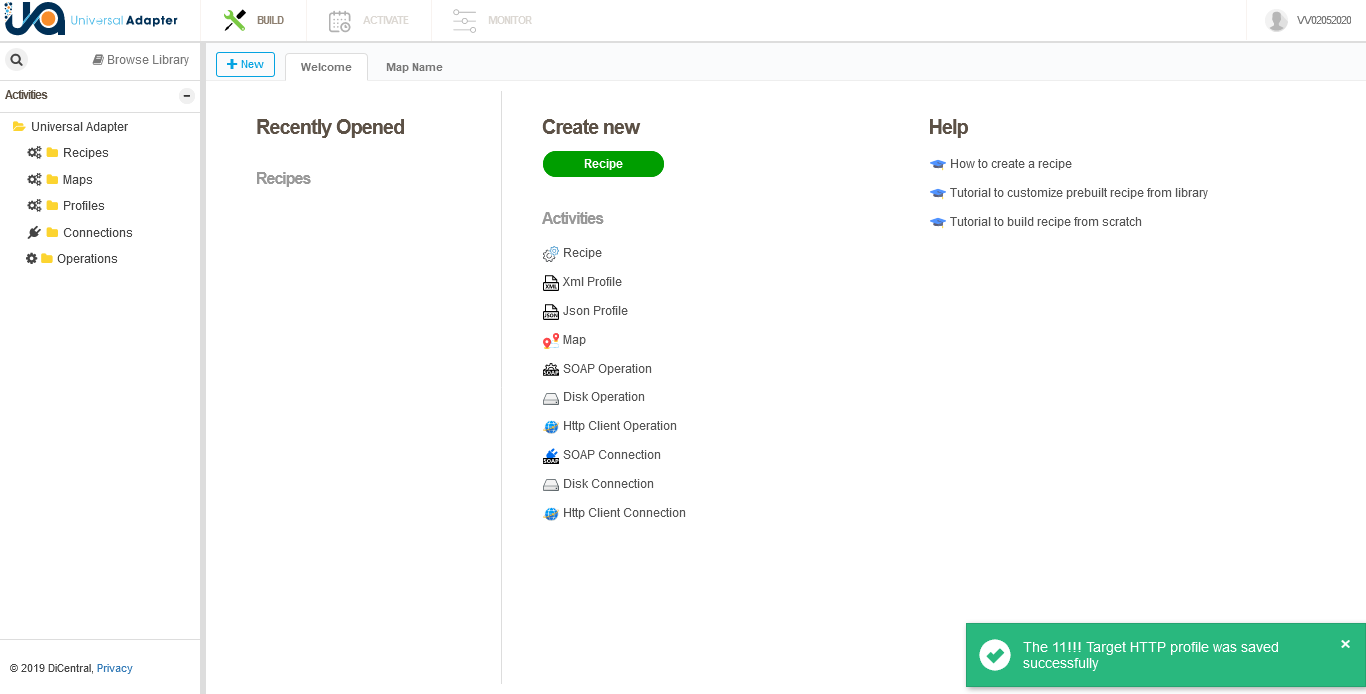 Universal Adapter
BUILD
ACTIVATE
MONITOR
VV02052020
Browse Library
Activities
Universal Adapter
Recipes
Maps
Profiles
Connections
Operations
© 2019 DiCentral, Privacy
New
Welcome
Map Name
Recently Opened
Recipes
Create new
Recipe
Activities
Recipe
XML
Xml Profile
JSON
Json Profile
Map
SOAP
SOAP Operation
Disk Operation
Http Client Operation
SOAP
SOAP Connection
Disk Connection
Http Client Connection
Help
How to create a recipe
Tutorial to customize prebuilt recipe from library
Tutorial to build recipe from scratch
The 11!!! Target HTTP profile was saved
successfully